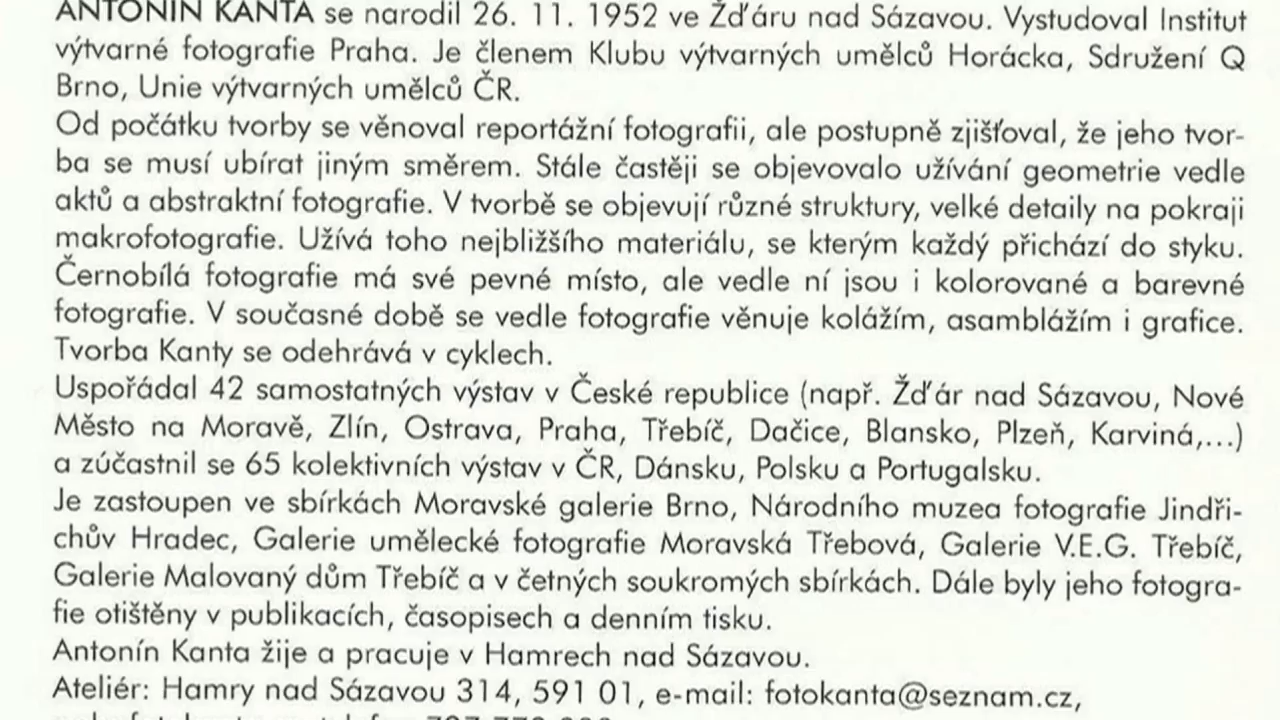 ANTONÍN KANTA se narodil 26. 11. 1952 ve Žďáru nad Sázavou. Vystudoval Institut
výtvarné fotografie Praha. Je členem Klubu výtvarných umělců Horácka, Sdružení Q
Brno, Unie výtvarných umělců ČR.
Od počátku tvorby se věnoval reportážní fotografii, ale postupně zjišťoval, že jeho tvor-
ba se musí ubírat jiným směrem. Stále častěji se objevovalo užívání geometrie vedle
aktů a abstraktní fotografie. V tvorbě se objevují různé struktury, velké detaily na pokraji
makrofotografie. Užívá toho nejbližšího materiálu, se kterým každý přichází do styku.
Černobílá fotografie má své pevné místo, ale vedle ní jsou i kolorované a barevné
fotografie. V současné době se vedle fotografie věnuje kolážím, asamblážím i grafice.
Tvorba Kanty se odehrává v cyklech.
Uspořádal 42 samostatných výstav v České republice (např. Žďár nad Sázavou, Nové
Město na Moravě, Zlín, Ostrava, Praha, Třebíč, Dačice, Blansko, Plzeň, Karviná,...)
a zúčastnil se 65 kolektivních výstav v ČR, Dánsku, Polsku a Portugalsku.
Je zastoupen ve sbírkách Moravské galerie Brno, Národního muzea fotografie Jindři-
chův Hradec, Galerie umělecké fotografie Moravská Třebová, Galerie V.E.G. Třebíč,
Galerie Malovaný dům Třebíč a v četných soukromých sbírkách. Dále byly jeho fotogra-
fie otištěny v publikacích, časopisech a denním tisku.
Antonín Kanta žije a pracuje v Hamrech nad Sázavou.
Ateliér: Hamry nad Sázavou 314, 591 01, e-mail: fotokanta@seznam.cz,